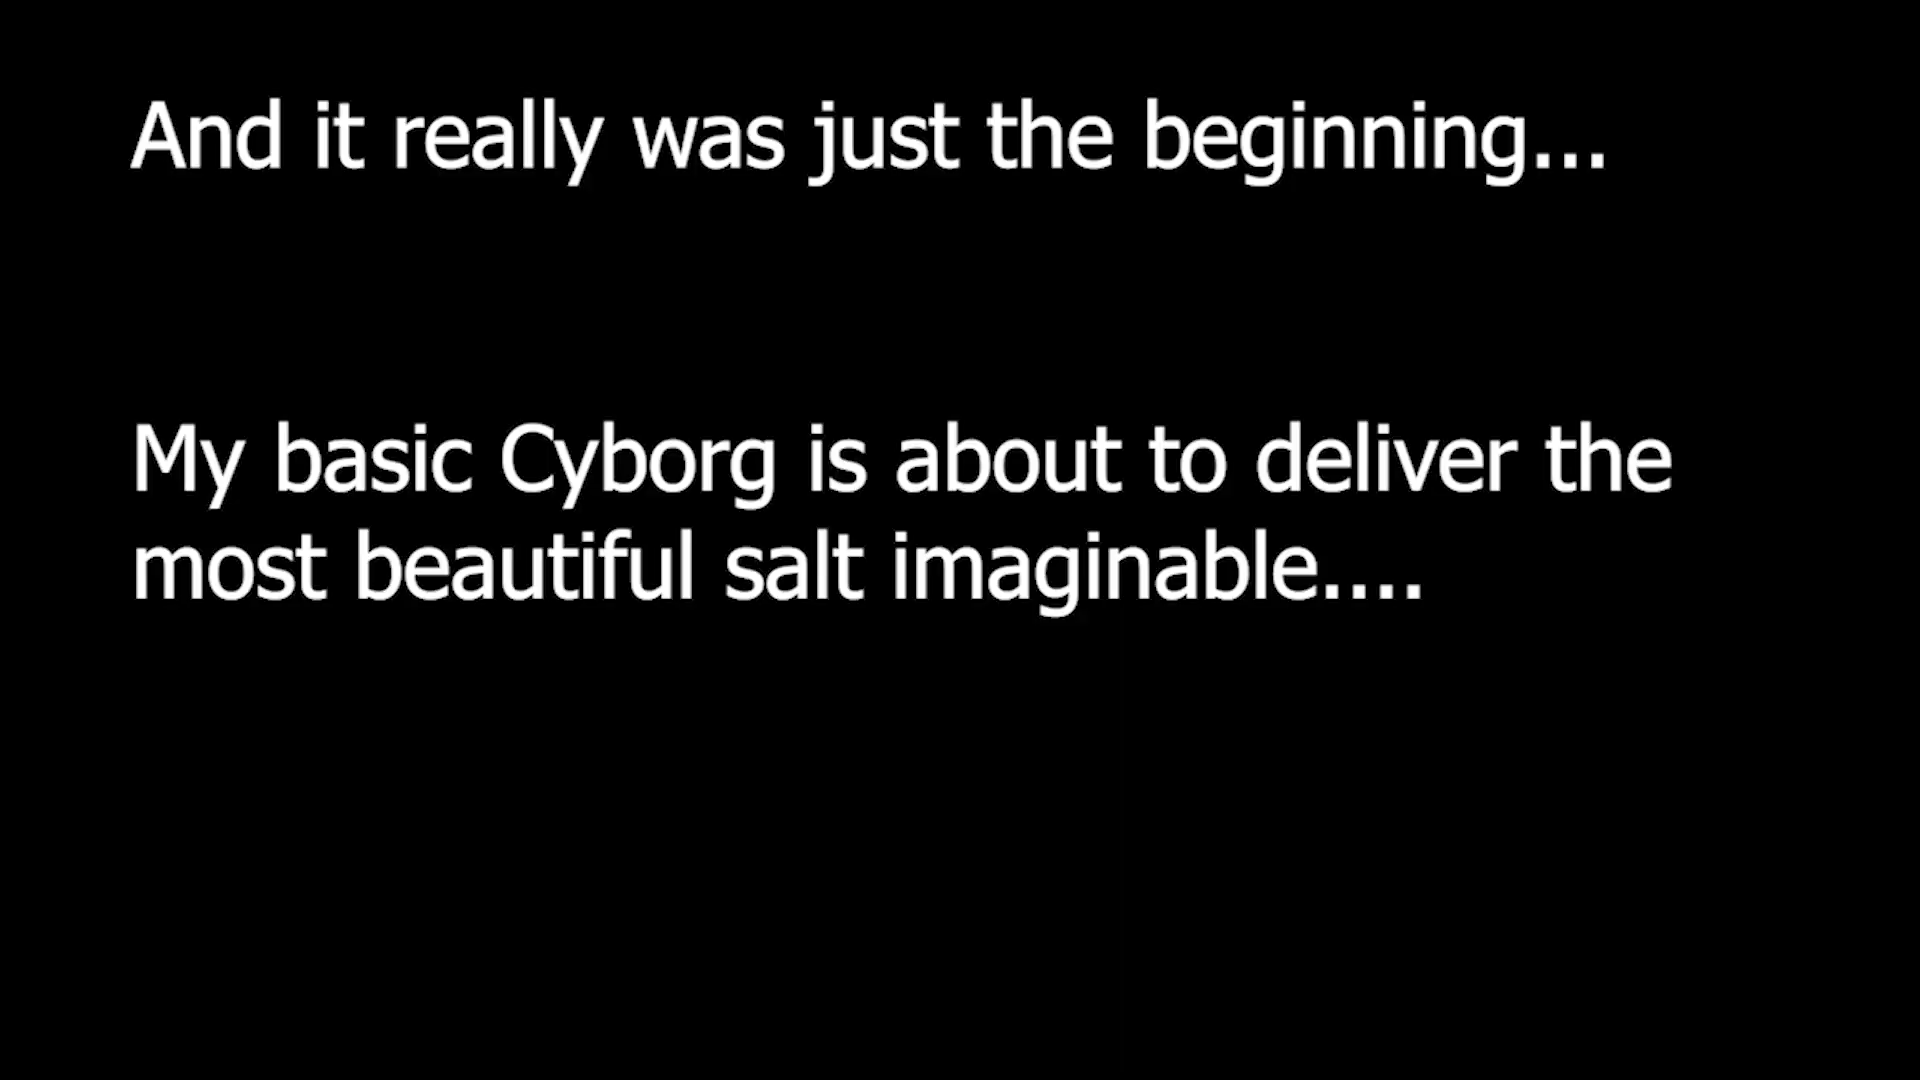 And it really was just the beginning...
My basic Cyborg is about to deliver the
most beautiful salt imaginable....